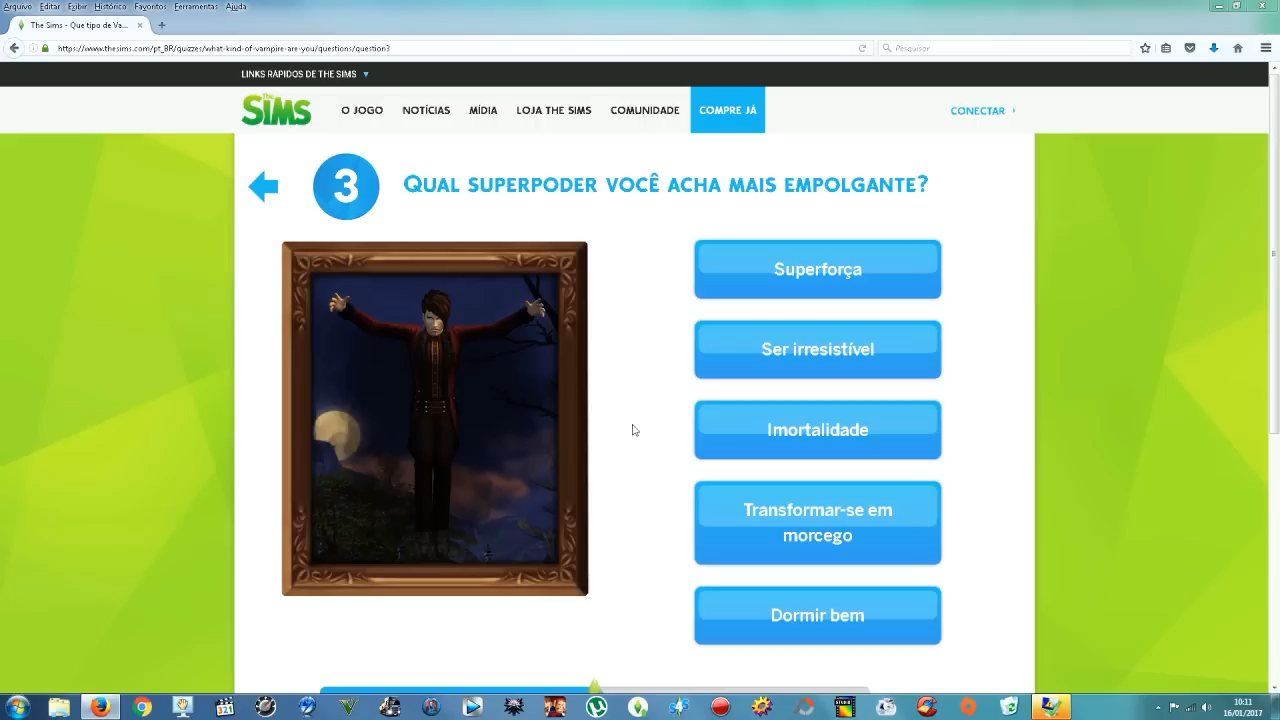 Arquivo Editar Exibir Histórico Favoritos Ferramentas Ajuda
The Sims - Que tipo de Va...
https://www.thesims.com/pt_BR/quizzes/what-kind-of-vampire-are-you/questions/question3
Pesquisar
LINKS RÁPIDOS DE THE SIMS
The SiMS
O JOGO NOTÍCIAS MÍDIA LOJA THE SIMS COMUNIDADE COMPRE JÁ CONECTAR
3 QUAL SUPERPODER VOCÊ ACHA MAIS EMPOLGANTE?
Superforça
Ser irresistível
Imortalidade
Transformar-se em
morcego
Dormir bem
321
STUDIO
10:11
16/01/2017